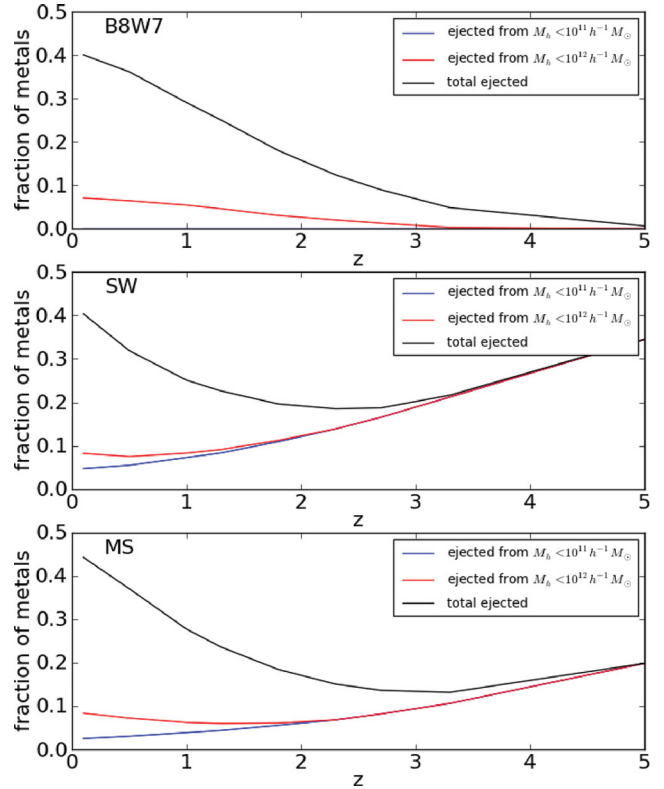 B8W7
ejected from $M_h < 10^{11} h^{-1} M_\odot$
ejected from $M_h < 10^{12} h^{-1} M_\odot$
total ejected
fraction of metals
0.5
0.4
0.3
0.2
0.1
0.0
0 1 2 3 4 5
z
SW
ejected from $M_h < 10^{11} h^{-1} M_\odot$
ejected from $M_h < 10^{12} h^{-1} M_\odot$
total ejected
fraction of metals
0.5
0.4
0.3
0.2
0.1
0.0
0 1 2 3 4 5
z
MS
ejected from $M_h < 10^{11} h^{-1} M_\odot$
ejected from $M_h < 10^{12} h^{-1} M_\odot$
total ejected
fraction of metals
0.5
0.4
0.3
0.2
0.1
0.0
0 1 2 3 4 5
z